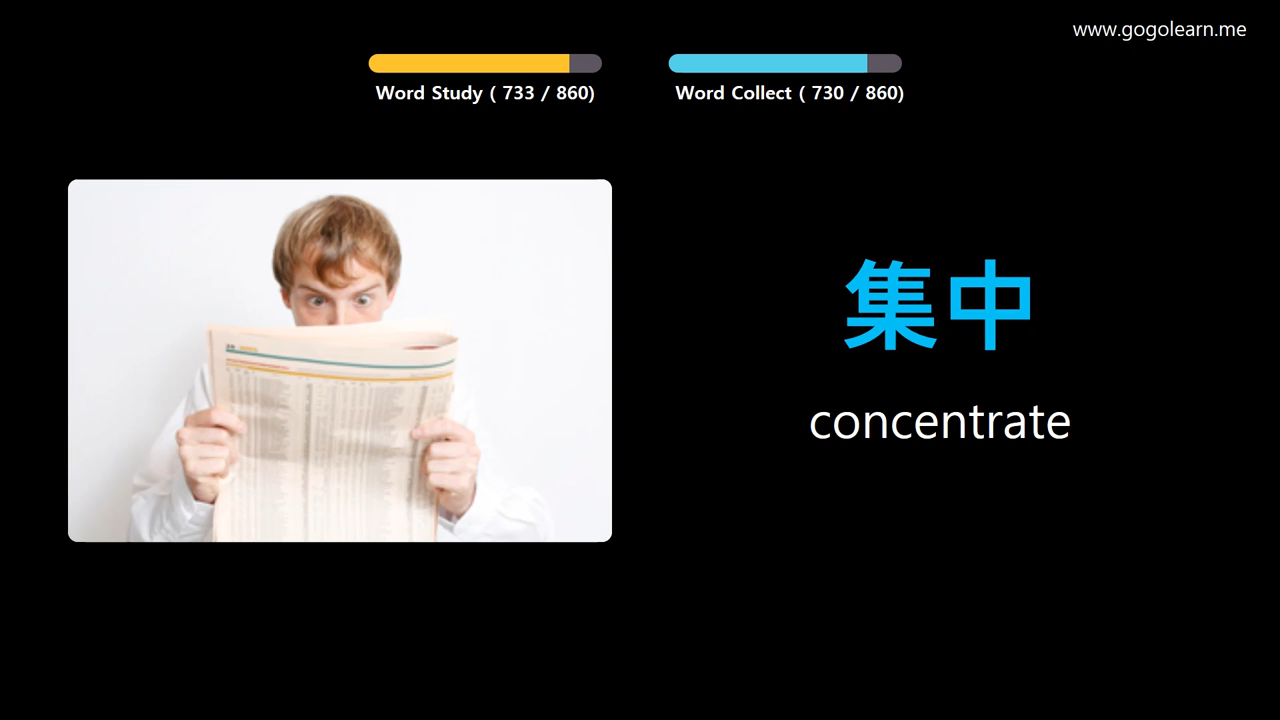 www.gogolearn.me
Word Study ( 733 / 860)
Word Collect ( 730 / 860)
集中
concentrate